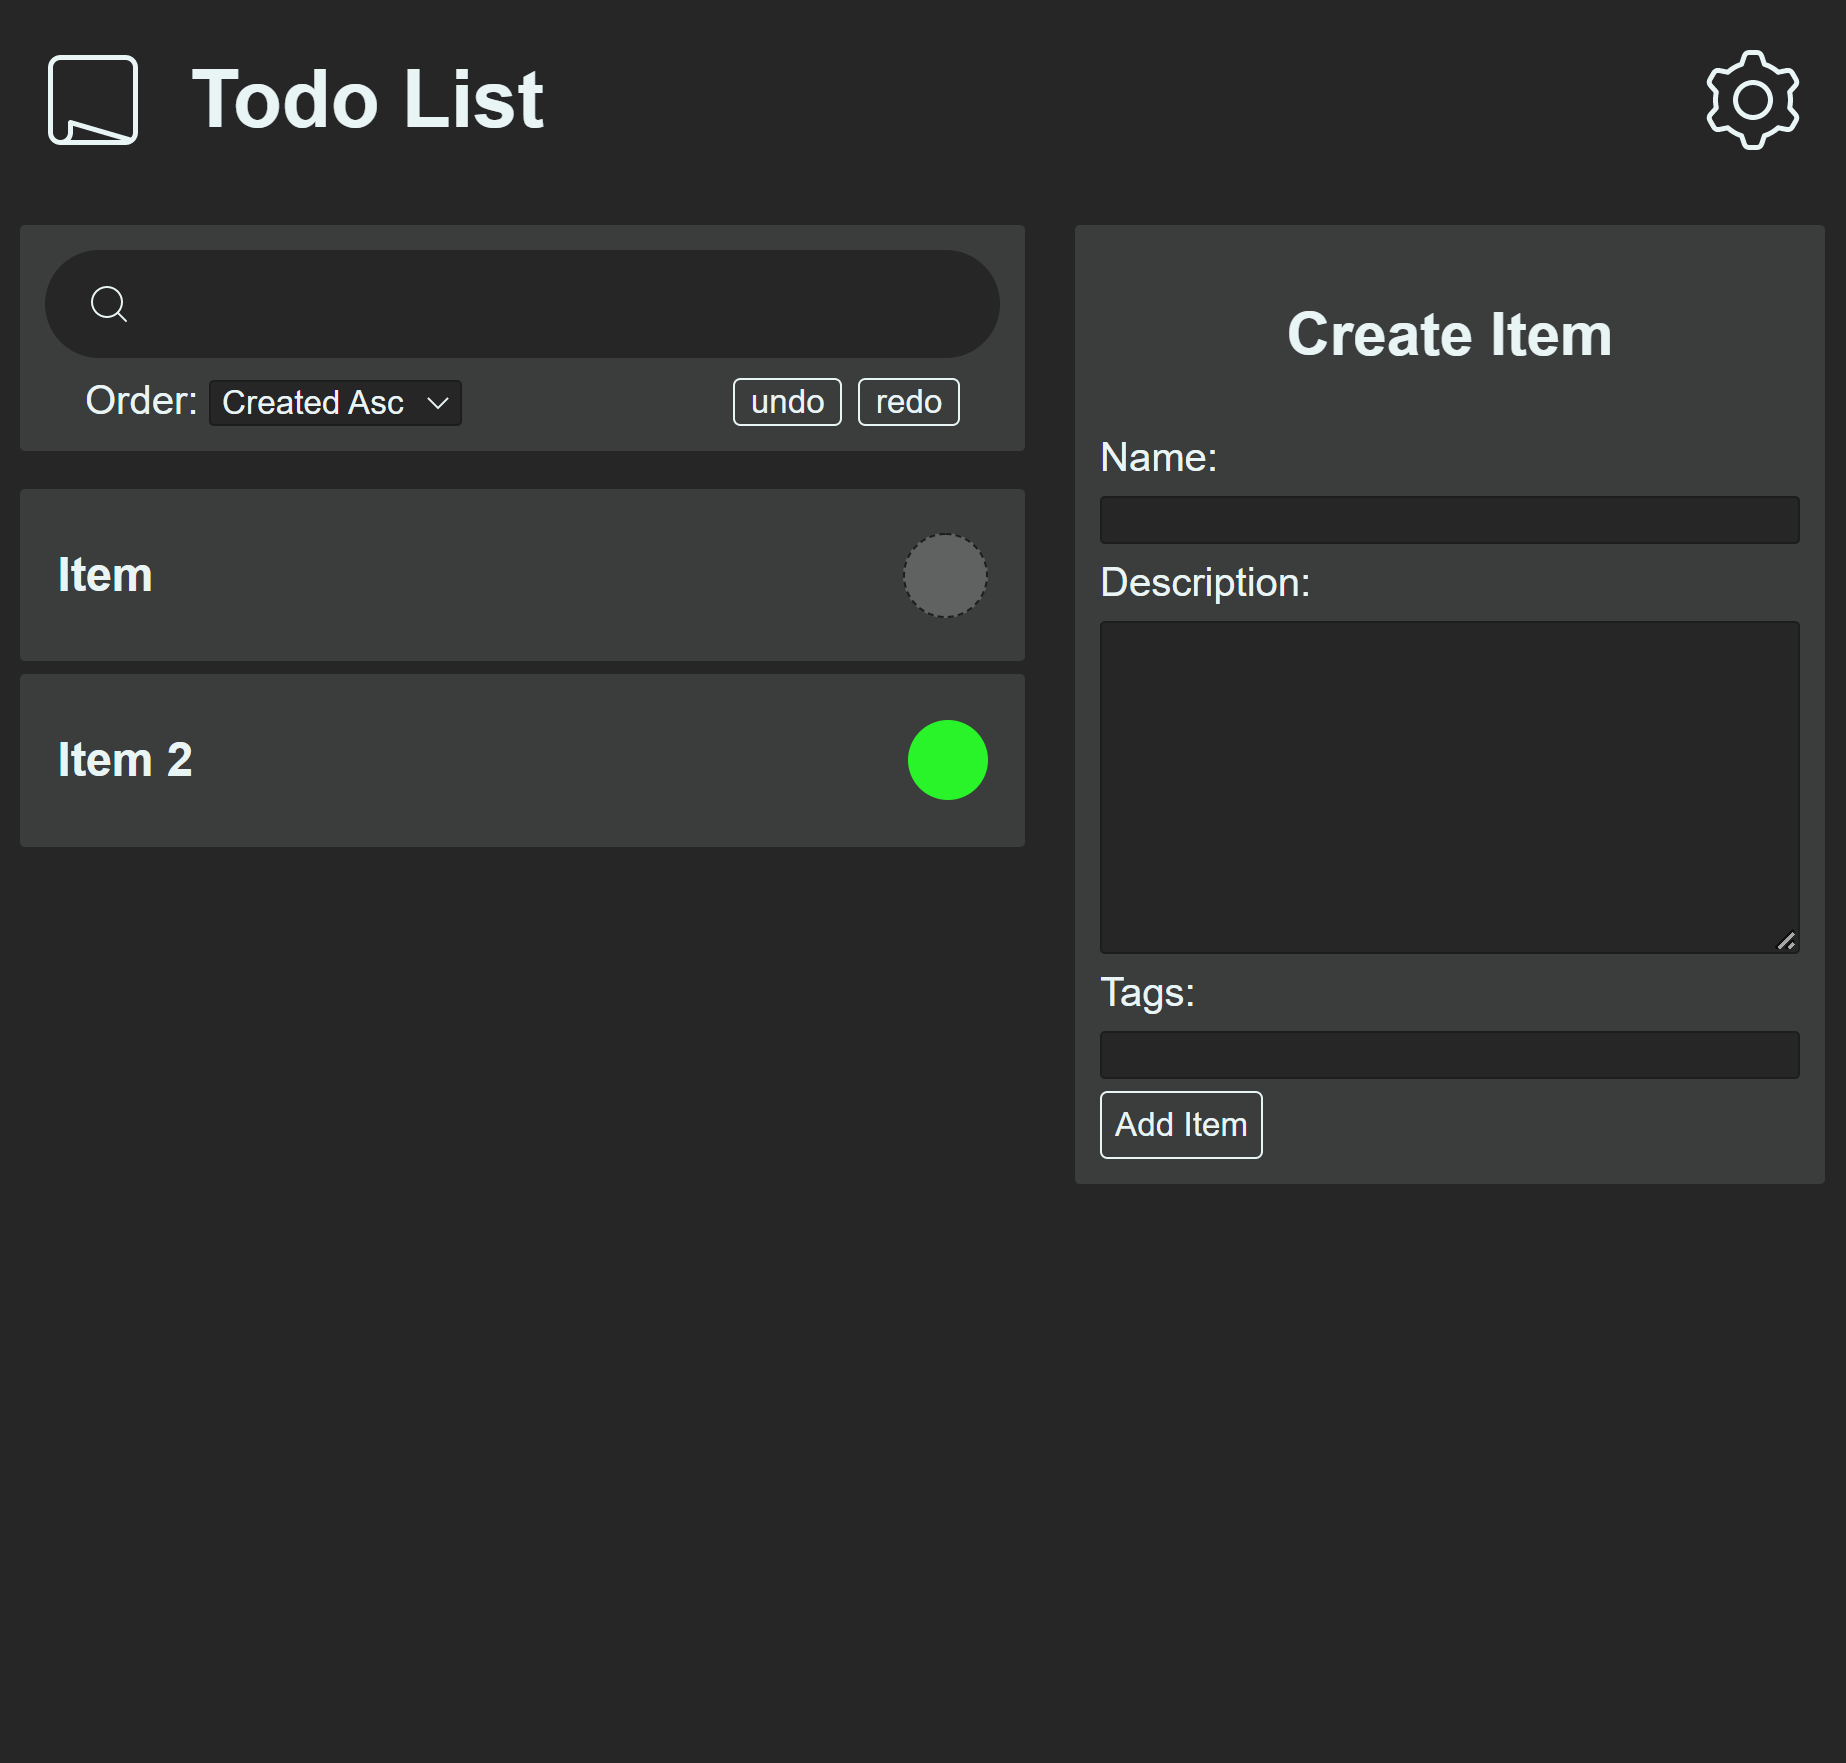 Todo List
Order: Created Asc undo redo
Item
Item 2
Create Item
Name:
Description:
Tags:
Add Item